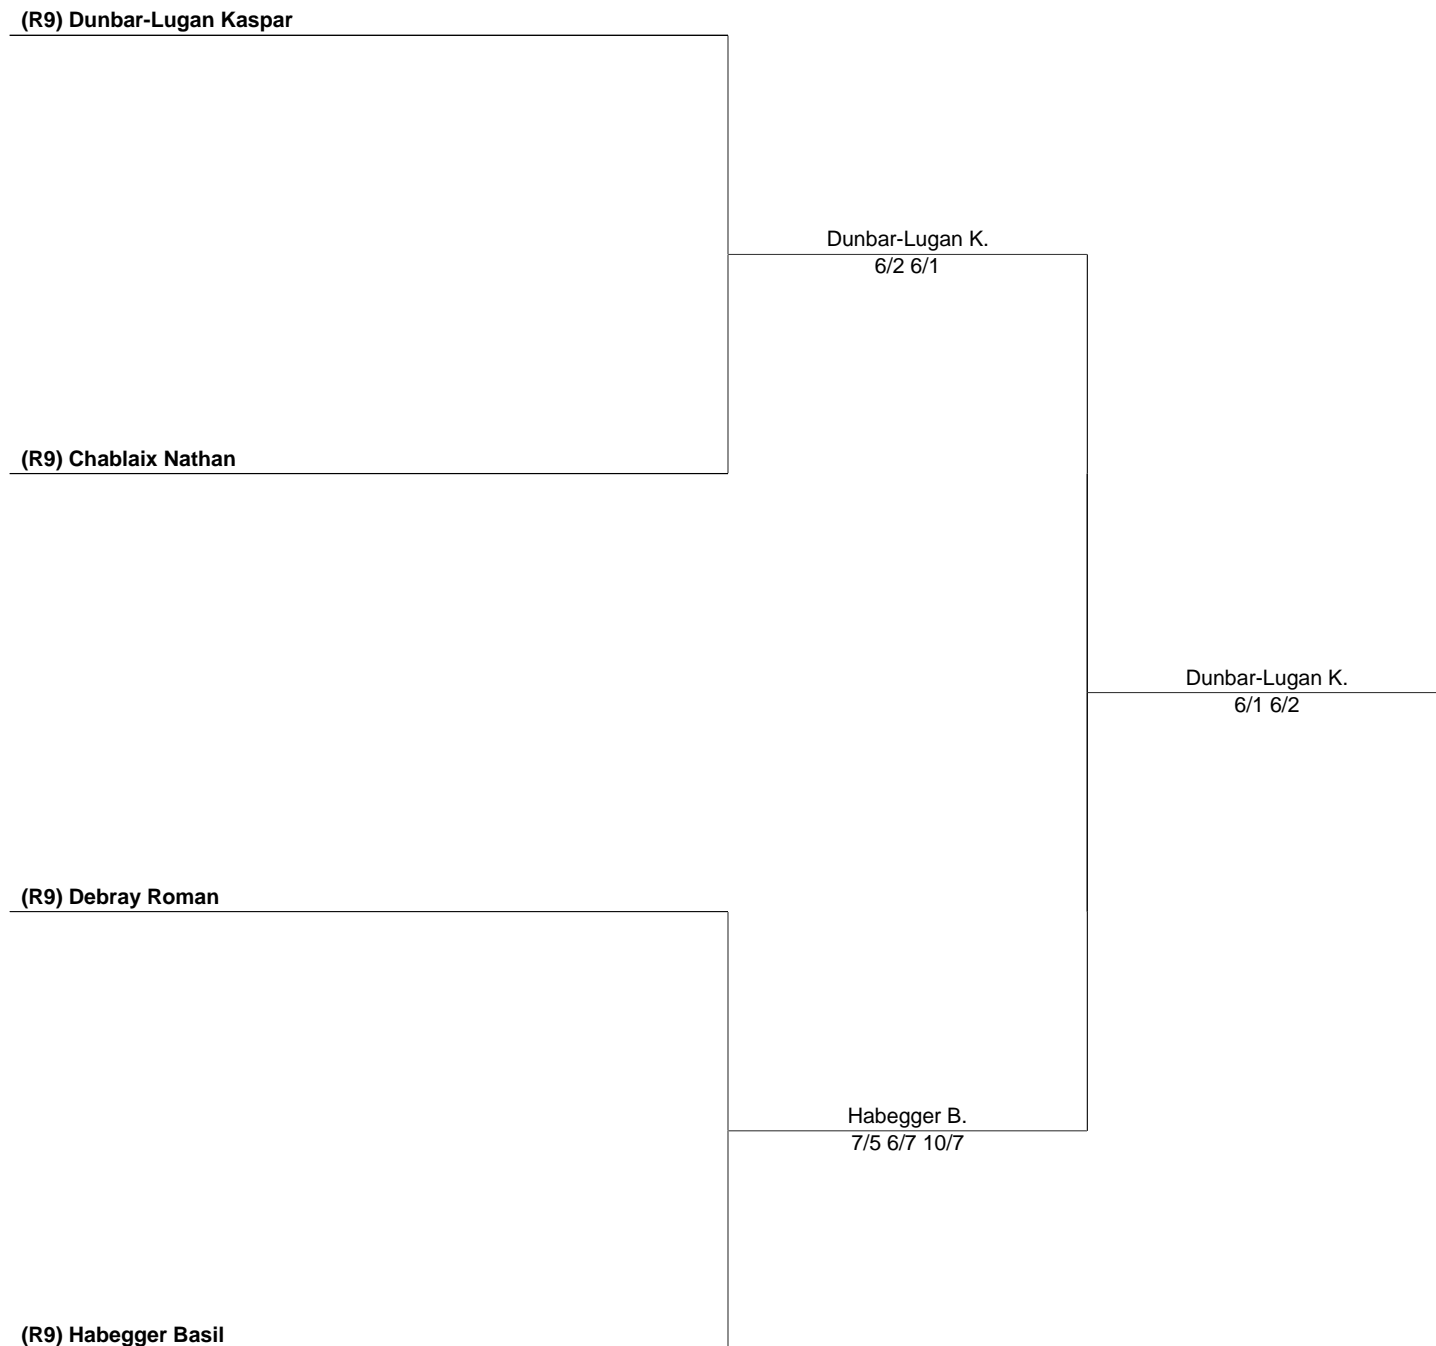 (R9) Dunbar-Lugan Kaspar
Dunbar-Lugan K.
6/2 6/1
(R9) Chablaix Nathan
Dunbar-Lugan K.
6/1 6/2
(R9) Debray Roman
Habegger B.
7/5 6/7 10/7
(R9) Habegger Basil